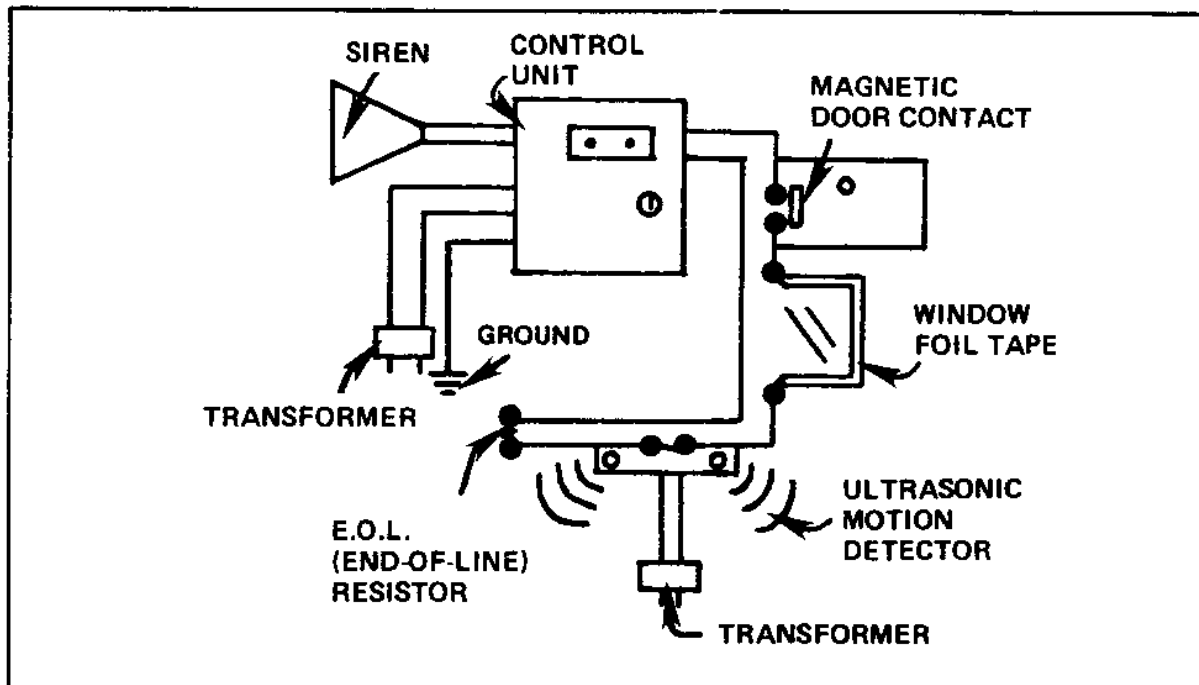 SIREN
CONTROL
UNIT
MAGNETIC
DOOR CONTACT
WINDOW
FOIL TAPE
GROUND
TRANSFORMER
E.O.L.
(END-OF-LINE)
RESISTOR
ULTRASONIC
MOTION
DETECTOR
TRANSFORMER